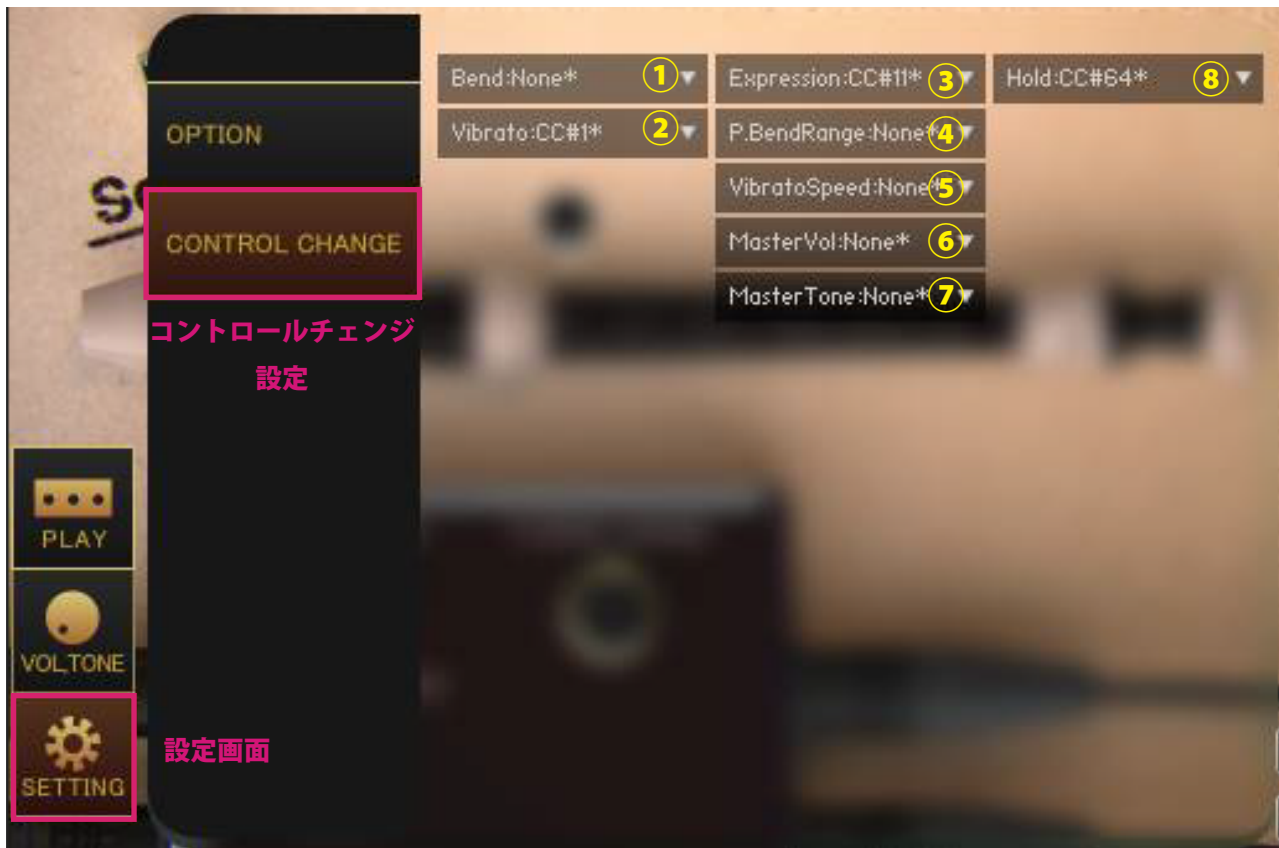 Bend:None* ① ▼
Expression:CC#11* ③ ▼
Hold:CC#64* ⑧ ▼
OPTION
Vibrato:CC#1* ② ▼
P.BendRange:None* ④ ▼
VibratoSpeed:None* ⑤ ▼
CONTROL CHANGE
MasterVol:None* ⑥ ▼
MasterTone:None* ⑦ ▼
コントロールチェンジ
設定
PLAY
VOL,TONE
設定画面
SETTING